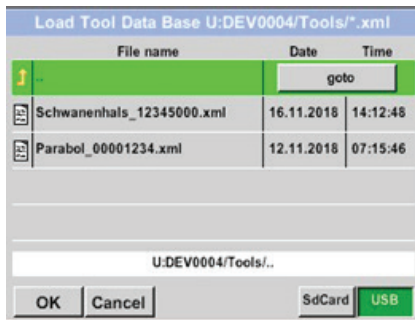 Load Tool Data Base U:DEV0004/Tools/*.xml
File name Date Time
.. goto
Schwanenhals_12345000.xml 16.11.2018 14:12:48
Parabol_00001234.xml 12.11.2018 07:15:46
U:DEV0004/Tools/..
OK Cancel SdCard USB